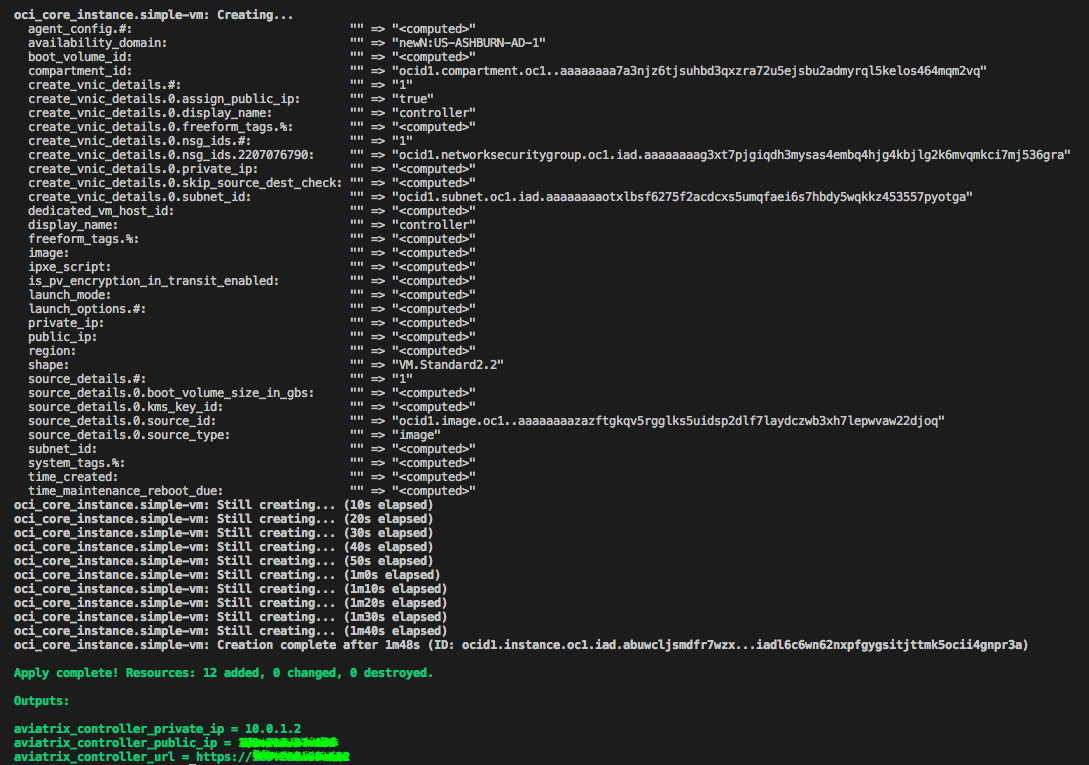 oci_core_instance.simple-vm: Creating...
agent_config.#: "" => "<computed>"
availability_domain: "" => "newN:US-ASHBURN-AD-1"
boot_volume_id: "" => "<computed>"
compartment_id: "" => "ocid1.compartment.oc1..aaaaaaaa7a3njz6tjsuhbd3qxzra72u5ejsbu2admyrql5kelos464mqm2vq"
create_vnic_details.#: "" => "1"
create_vnic_details.0.assign_public_ip: "" => "true"
create_vnic_details.0.display_name: "" => "controller"
create_vnic_details.0.freeform_tags.%: "" => "<computed>"
create_vnic_details.0.nsg_ids.#: "" => "1"
create_vnic_details.0.nsg_ids.2207076790: "" => "ocid1.networksecuritygroup.oc1.iad.aaaaaaaag3xt7pjgiqdh3mysas4embq4hjg4kbjlg2k6mvqmkci7mj536gra"
create_vnic_details.0.private_ip: "" => "<computed>"
create_vnic_details.0.skip_source_dest_check: "" => "<computed>"
create_vnic_details.0.subnet_id: "" => "ocid1.subnet.oc1.iad.aaaaaaaaotxlbsf6275f2acdcxs5umqfaei6s7hbdy5wqkkz453557pyotga"
dedicated_vm_host_id: "" => "<computed>"
display_name: "" => "controller"
freeform_tags.%: "" => "<computed>"
image: "" => "<computed>"
ipxe_script: "" => "<computed>"
is_pv_encryption_in_transit_enabled: "" => "<computed>"
launch_mode: "" => "<computed>"
launch_options.#: "" => "<computed>"
private_ip: "" => "<computed>"
public_ip: "" => "<computed>"
region: "" => "<computed>"
shape: "" => "VM.Standard2.2"
source_details.#: "" => "1"
source_details.0.boot_volume_size_in_gbs: "" => "<computed>"
source_details.0.kms_key_id: "" => "<computed>"
source_details.0.source_id: "" => "ocid1.image.oc1..aaaaaaaazazftgkqv5rgglks5uidsp2dlf7laydczwb3xh7lepwvaw22djoq"
source_details.0.source_type: "" => "image"
subnet_id: "" => "<computed>"
system_tags.%: "" => "<computed>"
time_created: "" => "<computed>"
time_maintenance_reboot_due: "" => "<computed>"
oci_core_instance.simple-vm: Still creating... (10s elapsed)
oci_core_instance.simple-vm: Still creating... (20s elapsed)
oci_core_instance.simple-vm: Still creating... (30s elapsed)
oci_core_instance.simple-vm: Still creating... (40s elapsed)
oci_core_instance.simple-vm: Still creating... (50s elapsed)
oci_core_instance.simple-vm: Still creating... (1m0s elapsed)
oci_core_instance.simple-vm: Still creating... (1m10s elapsed)
oci_core_instance.simple-vm: Still creating... (1m20s elapsed)
oci_core_instance.simple-vm: Still creating... (1m30s elapsed)
oci_core_instance.simple-vm: Still creating... (1m40s elapsed)
oci_core_instance.simple-vm: Creation complete after 1m48s (ID: ocid1.instance.oc1.iad.abuwcljsmdfr7wzx...iadl6c6wn62nxpfgygsitjttmk5ocii4gnpr3a)
Apply complete! Resources: 12 added, 0 changed, 0 destroyed.
Outputs:
aviatrix_controller_private_ip = 10.0.1.2
aviatrix_controller_public_ip =
aviatrix_controller_url = https://